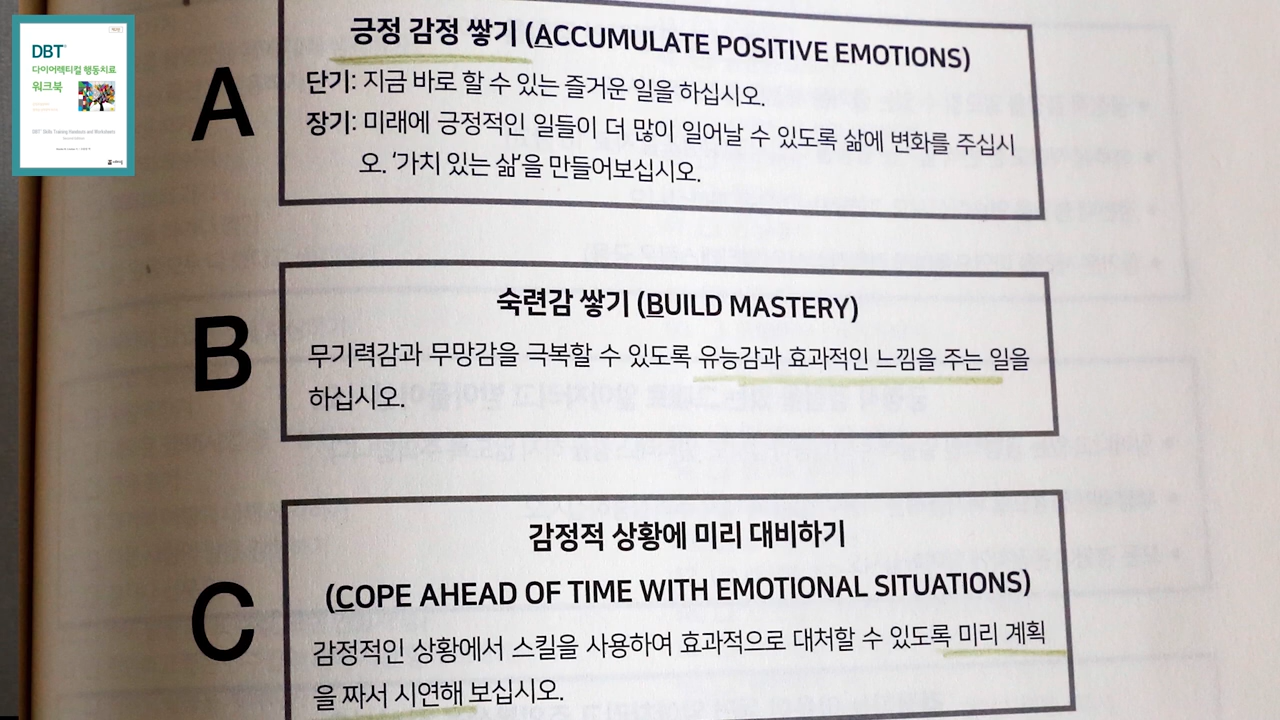 DBT
다이어렉티컬 행동치료
워크북
DBT Skills Training Handouts and Worksheets
A
긍정 감정 쌓기 (ACCUMULATE POSITIVE EMOTIONS)
단기: 지금 바로 할 수 있는 즐거운 일을 하십시오.
장기: 미래에 긍정적인 일들이 더 많이 일어날 수 있도록 삶에 변화를 주십시
오. ‘가치 있는 삶’을 만들어보십시오.
B
숙련감 쌓기 (BUILD MASTERY)
무기력감과 무망감을 극복할 수 있도록 유능감과 효과적인 느낌을 주는 일을
하십시오.
C
감정적 상황에 미리 대비하기
(COPE AHEAD OF TIME WITH EMOTIONAL SITUATIONS)
감정적인 상황에서 스킬을 사용하여 효과적으로 대처할 수 있도록 미리 계획
을 짜서 시연해 보십시오.